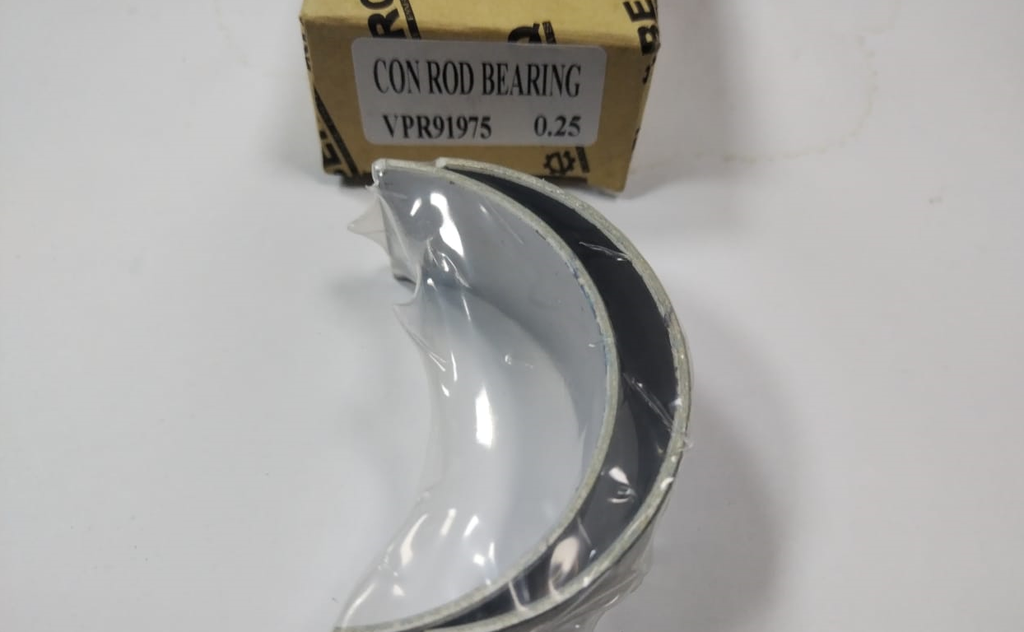 CON ROD BEARING
VPR91975 0.25